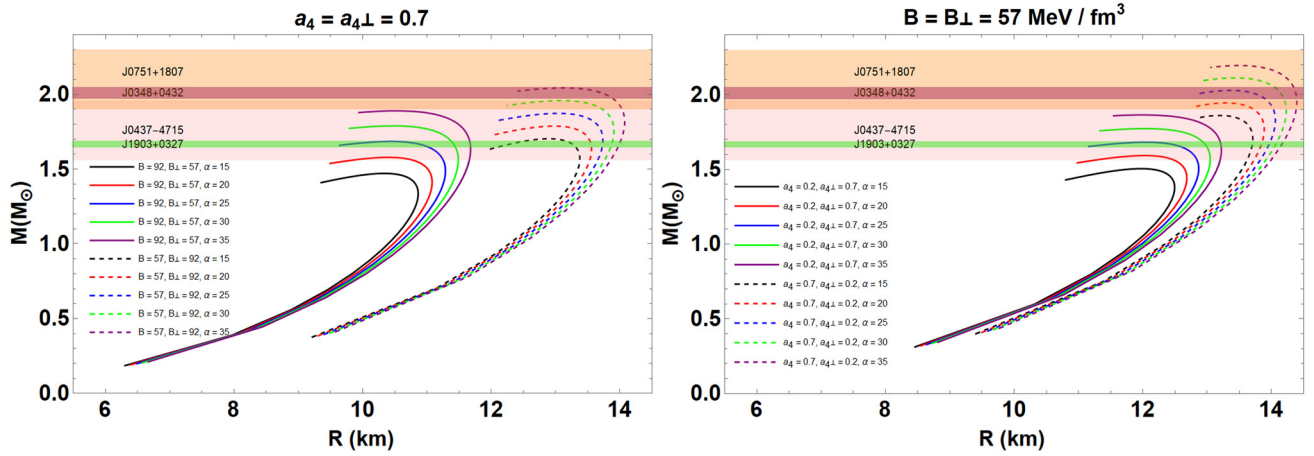 a₄ = a₄⊥ = 0.7
M(M⊙)
2.0
1.5
1.0
0.5
0.0
J0751+1807
J0348+0432
J0437−4715
J1903+0327
B = 92, B⊥ = 57, α = 15
B = 92, B⊥ = 57, α = 20
B = 92, B⊥ = 57, α = 25
B = 92, B⊥ = 57, α = 30
B = 92, B⊥ = 57, α = 35
B = 57, B⊥ = 92, α = 15
B = 57, B⊥ = 92, α = 20
B = 57, B⊥ = 92, α = 25
B = 57, B⊥ = 92, α = 30
B = 57, B⊥ = 92, α = 35
6 8 10 12 14
R (km)
B = B⊥ = 57 MeV / fm³
M(M⊙)
2.0
1.5
1.0
0.5
0.0
J0751+1807
J0348+0432
J0437−4715
J1903+0327
a₄ = 0.2, a₄⊥ = 0.7, α = 15
a₄ = 0.2, a₄⊥ = 0.7, α = 20
a₄ = 0.2, a₄⊥ = 0.7, α = 25
a₄ = 0.2, a₄⊥ = 0.7, α = 30
a₄ = 0.2, a₄⊥ = 0.7, α = 35
a₄ = 0.7, a₄⊥ = 0.2, α = 15
a₄ = 0.7, a₄⊥ = 0.2, α = 20
a₄ = 0.7, a₄⊥ = 0.2, α = 25
a₄ = 0.7, a₄⊥ = 0.2, α = 30
a₄ = 0.7, a₄⊥ = 0.2, α = 35
6 8 10 12 14
R (km)